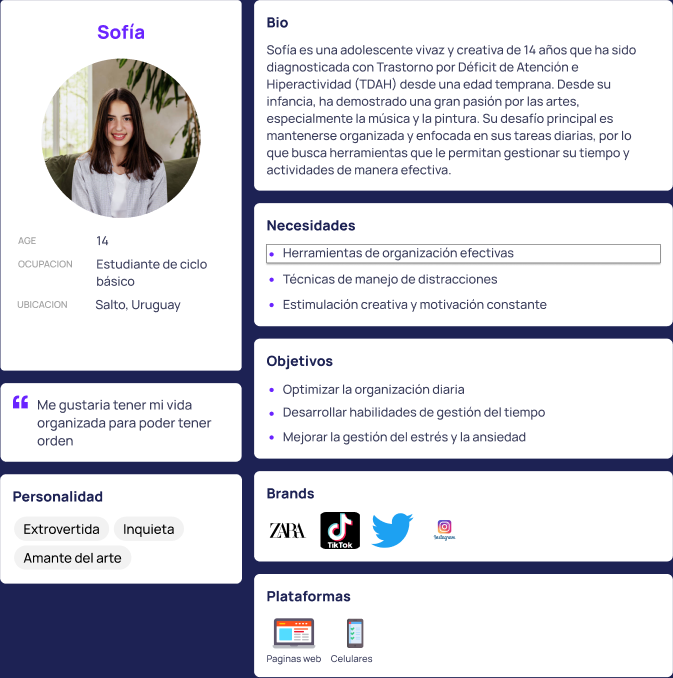 Sofía
AGE 14
OCUPACION Estudiante de ciclo
básico
UBICACION Salto, Uruguay
Me gustaria tener mi vida
organizada para poder tener
orden
Personalidad
Extrovertida Inquieta
Amante del arte
Bio
Sofía es una adolescente vivaz y creativa de 14 años que ha sido
diagnosticada con Trastorno por Déficit de Atención e
Hiperactividad (TDAH) desde una edad temprana. Desde su
infancia, ha demostrado una gran pasión por las artes,
especialmente la música y la pintura. Su desafío principal es
mantenerse organizada y enfocada en sus tareas diarias, por lo
que busca herramientas que le permitan gestionar su tiempo y
actividades de manera efectiva.
Necesidades
Herramientas de organización efectivas
Técnicas de manejo de distracciones
Estimulación creativa y motivación constante
Objetivos
Optimizar la organización diaria
Desarrollar habilidades de gestión del tiempo
Mejorar la gestión del estrés y la ansiedad
Brands
ZARA TikTok Instagram
Plataformas
Paginas web Celulares